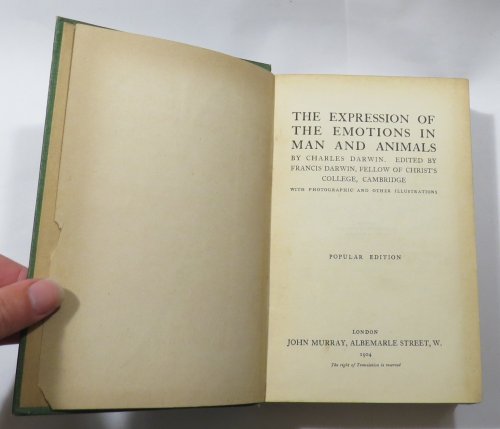 THE EXPRESSION OF
THE EMOTIONS IN
MAN AND ANIMALS
BY CHARLES DARWIN. EDITED BY
FRANCIS DARWIN, FELLOW OF CHRIST'S
COLLEGE, CAMBRIDGE
WITH PHOTOGRAPHIC AND OTHER ILLUSTRATIONS
POPULAR EDITION
LONDON
JOHN MURRAY, ALBEMARLE STREET, W.
1904
The right of Translation is reserved